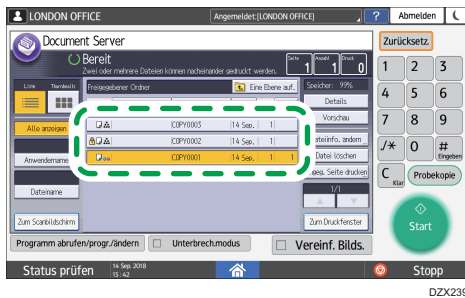 LONDON OFFICE
Angemeldet:[LONDON OFFICE]
?
Abmelden
Document Server
Zurücksetz.
Bereit
Zwei oder mehrere Dateien können nacheinander gedruckt werden.
Seite 1
Anzahl 1
Druck 0
Liste
Thumbnails
Freigegebener Ordner
Eine Ebene auf.
Speicher: 99%
Details
Vorschau
Alle anzeigen
COPY0003 14 Sep. 1
COPY0002 14 Sep. 1
COPY0001 14 Sep. 1 1
Dateiinfo. ändern
Datei löschen
Seite drucken
Anwendername
Dateiname
1/1
Zum Scanbildschirm
Zum Druckfenster
Programm abrufen/progr./ändern
Unterbrech.modus
Vereinf. Bilds.
Status prüfen
14 Sep. 2018
15:42
Stopp
1 2 3
4 5 6
7 8 9
./* 0 #
Eingeben
C
Klar
Probekopie
Start
DZX239